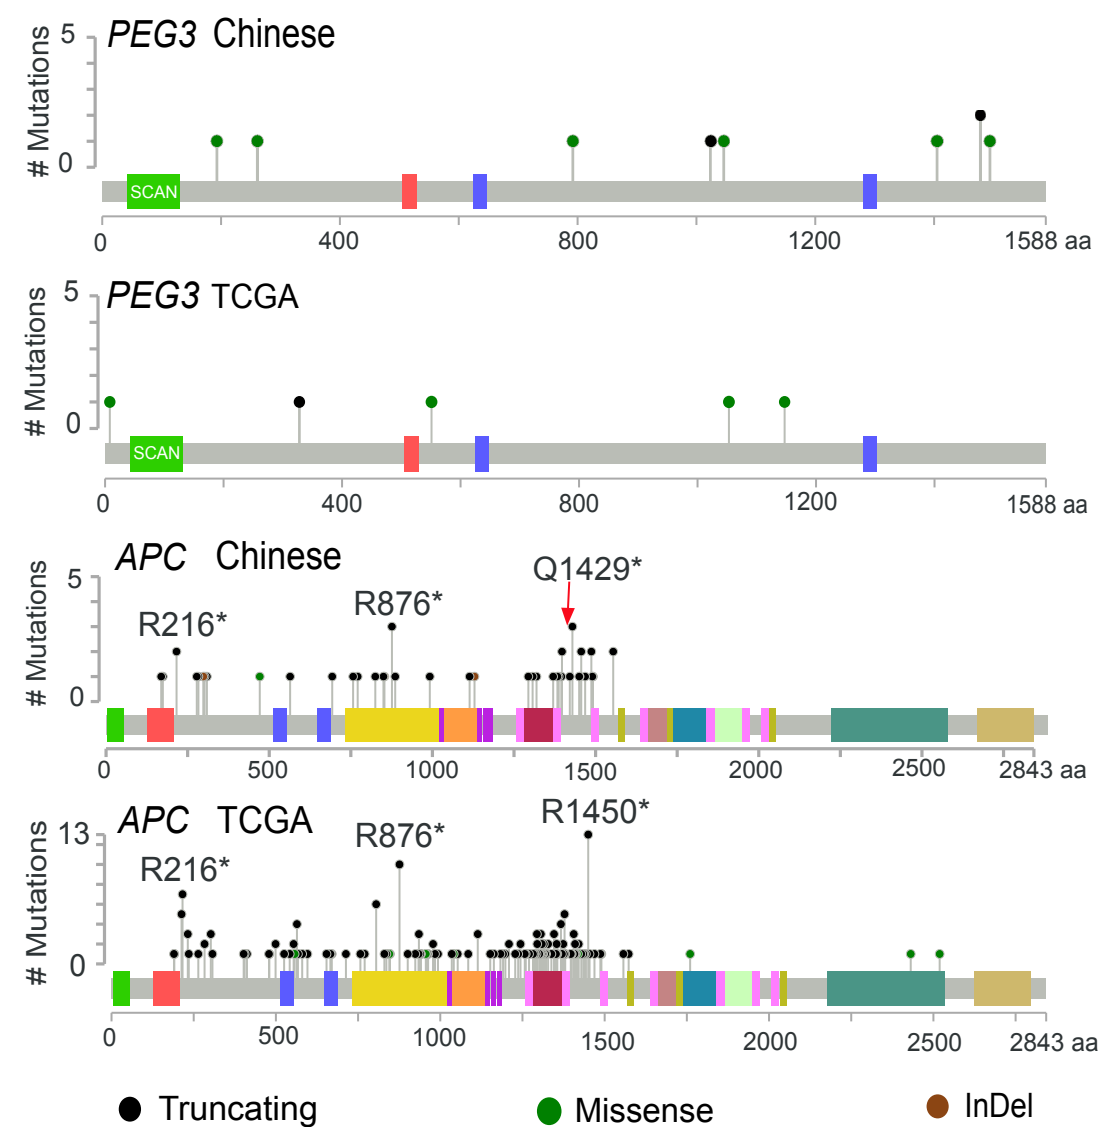 PEG3 Chinese
# Mutations
5
0
SCAN
0 400 800 1200 1588 aa
PEG3 TCGA
# Mutations
5
0
SCAN
0 400 800 1200 1588 aa
APC Chinese
# Mutations
5
0
R216*
R876*
Q1429*
0 500 1000 1500 2000 2500 2843 aa
APC TCGA
# Mutations
13
0
R216*
R876*
R1450*
0 500 1000 1500 2000 2500 2843 aa
Truncating Missense InDel